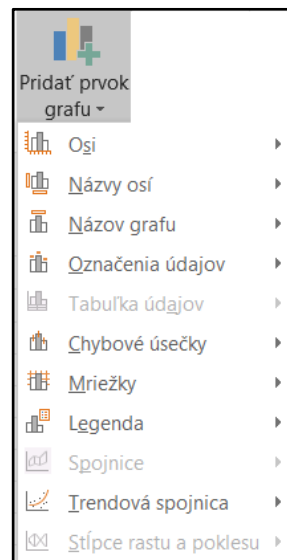 Pridať prvok
grafu
Osi
Názvy osí
Názov grafu
Označenia údajov
Tabuľka údajov
Chybové úsečky
Mriežky
Legenda
Spojnice
Trendová spojnica
Stĺpce rastu a poklesu